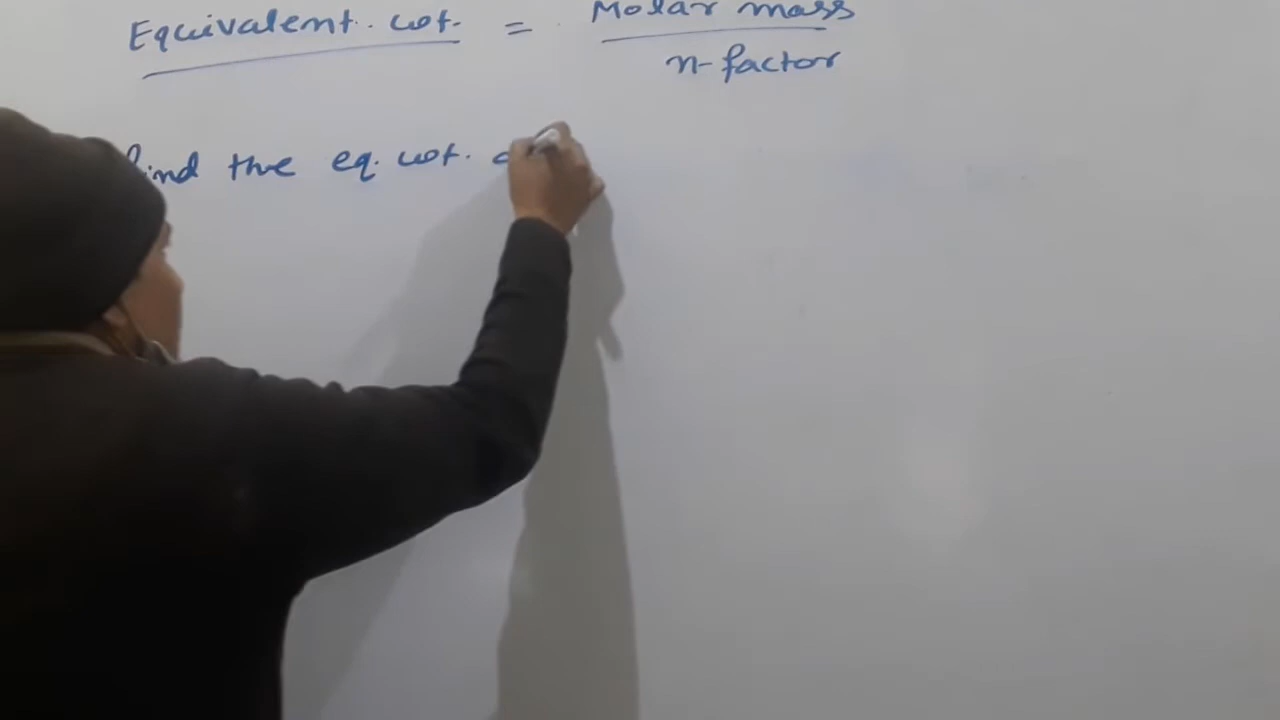 Equivalent. wt. = Molar mass
n-factor
find the eq. wt. o